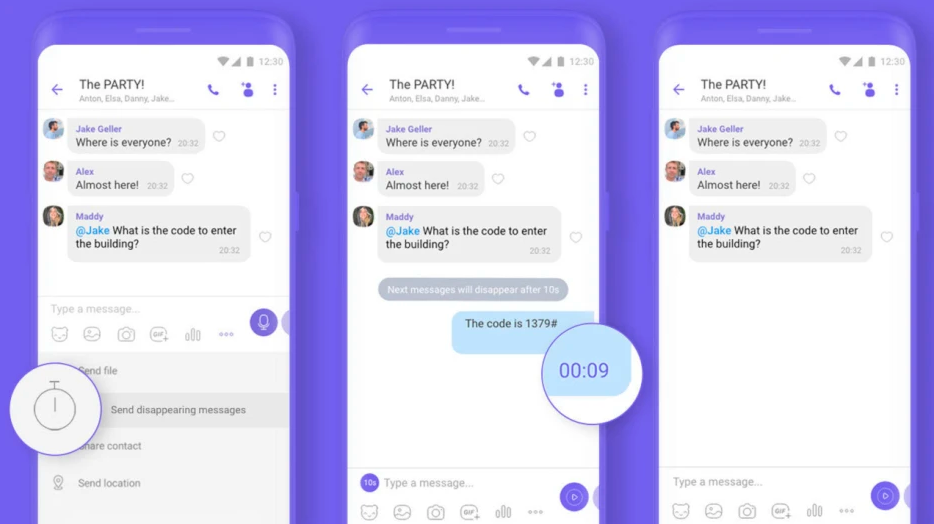 12:30
The PARTY!
Anton, Elsa, Danny, Jake...
Jake Geller
Where is everyone? 20:32
Alex
Almost here! 20:32
Maddy
@Jake What is the code to enter
the building?
20:32
Type a message...
GIF
Send file
Send disappearing messages
Share contact
Send location
12:30
The PARTY!
Anton, Elsa, Danny, Jake...
Jake Geller
Where is everyone? 20:32
Alex
Almost here! 20:32
Maddy
@Jake What is the code to enter
the building?
20:32
Next messages will disappear after 10s
The code is 1379#
00:09
10s Type a message...
GIF
12:30
The PARTY!
Anton, Elsa, Danny, Jake...
Jake Geller
Where is everyone? 20:32
Alex
Almost here! 20:32
Maddy
@Jake What is the code to enter
the building?
20:32
Type a message...
GIF